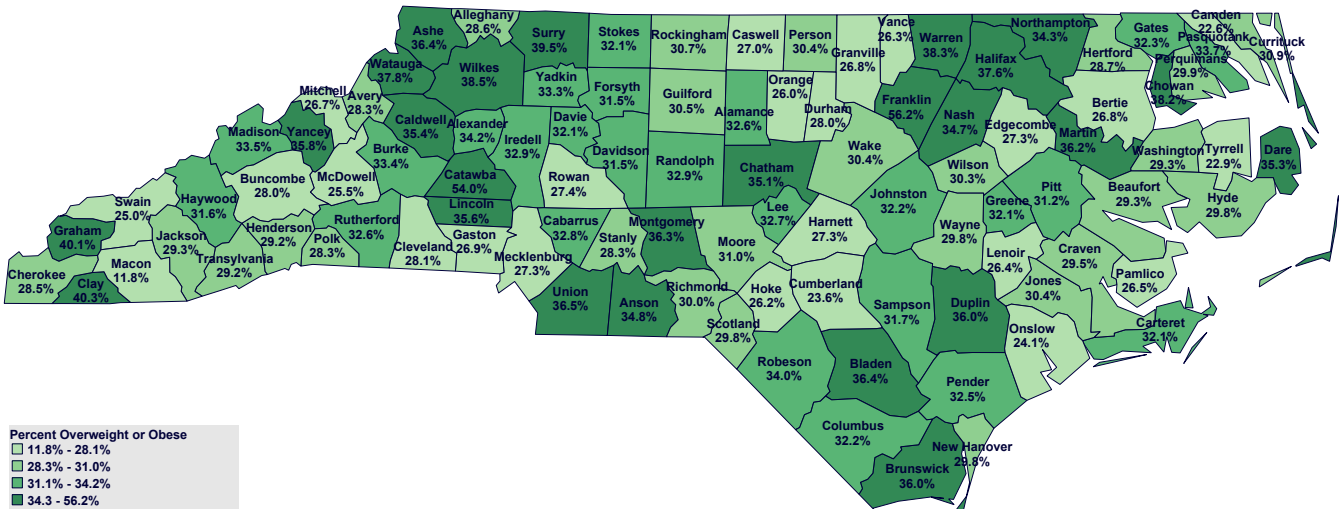 Alleghany
28.6%
Ashe
36.4%
Surry
39.5%
Stokes
32.1%
Rockingham
30.7%
Caswell
27.0%
Person
30.4%
Granville
26.8%
Vance
26.3%
Warren
38.3%
Northampton
34.3%
Halifax
37.6%
Hertford
28.7%
Gates
32.3%
Camden
22.6%
Pasquotank
33.7%
Currituck
30.9%
Perquimans
29.9%
Chowan
38.2%
Watauga
37.8%
Wilkes
38.5%
Yadkin
33.3%
Forsyth
31.5%
Guilford
30.5%
Alamance
32.6%
Orange
26.0%
Durham
28.0%
Franklin
56.2%
Nash
34.7%
Edgecombe
27.3%
Bertie
26.8%
Martin
36.2%
Washington
29.3%
Tyrrell
22.9%
Dare
35.3%
Mitchell
26.7%
Avery
28.3%
Caldwell
35.4%
Alexander
34.2%
Iredell
32.9%
Davie
32.1%
Davidson
31.5%
Randolph
32.9%
Chatham
35.1%
Wake
30.4%
Wilson
30.3%
Pitt
31.2%
Beaufort
29.3%
Hyde
29.8%
Madison
33.5%
Yancey
35.8%
Burke
33.4%
McDowell
25.5%
Buncombe
28.0%
Haywood
31.6%
Swain
25.0%
Graham
40.1%
Cherokee
28.5%
Clay
40.3%
Macon
11.8%
Jackson
29.3%
Transylvania
29.2%
Henderson
29.2%
Polk
28.3%
Rutherford
32.6%
Cleveland
28.1%
Catawba
54.0%
Lincoln
35.6%
Gaston
26.9%
Rowan
27.4%
Cabarrus
32.8%
Mecklenburg
27.3%
Stanly
28.3%
Montgomery
36.3%
Moore
31.0%
Lee
32.7%
Harnett
27.3%
Johnston
32.2%
Wayne
29.8%
Greene
32.1%
Lenoir
26.4%
Craven
29.5%
Pamlico
26.5%
Jones
30.4%
Union
36.5%
Anson
34.8%
Richmond
30.0%
Scotland
29.8%
Hoke
26.2%
Cumberland
23.6%
Sampson
31.7%
Duplin
36.0%
Onslow
24.1%
Carteret
32.1%
Robeson
34.0%
Bladen
36.4%
Pender
32.5%
Columbus
32.2%
New Hanover
29.8%
Brunswick
36.0%
Percent Overweight or Obese
11.8% - 28.1%
28.3% - 31.0%
31.1% - 34.2%
34.3 - 56.2%